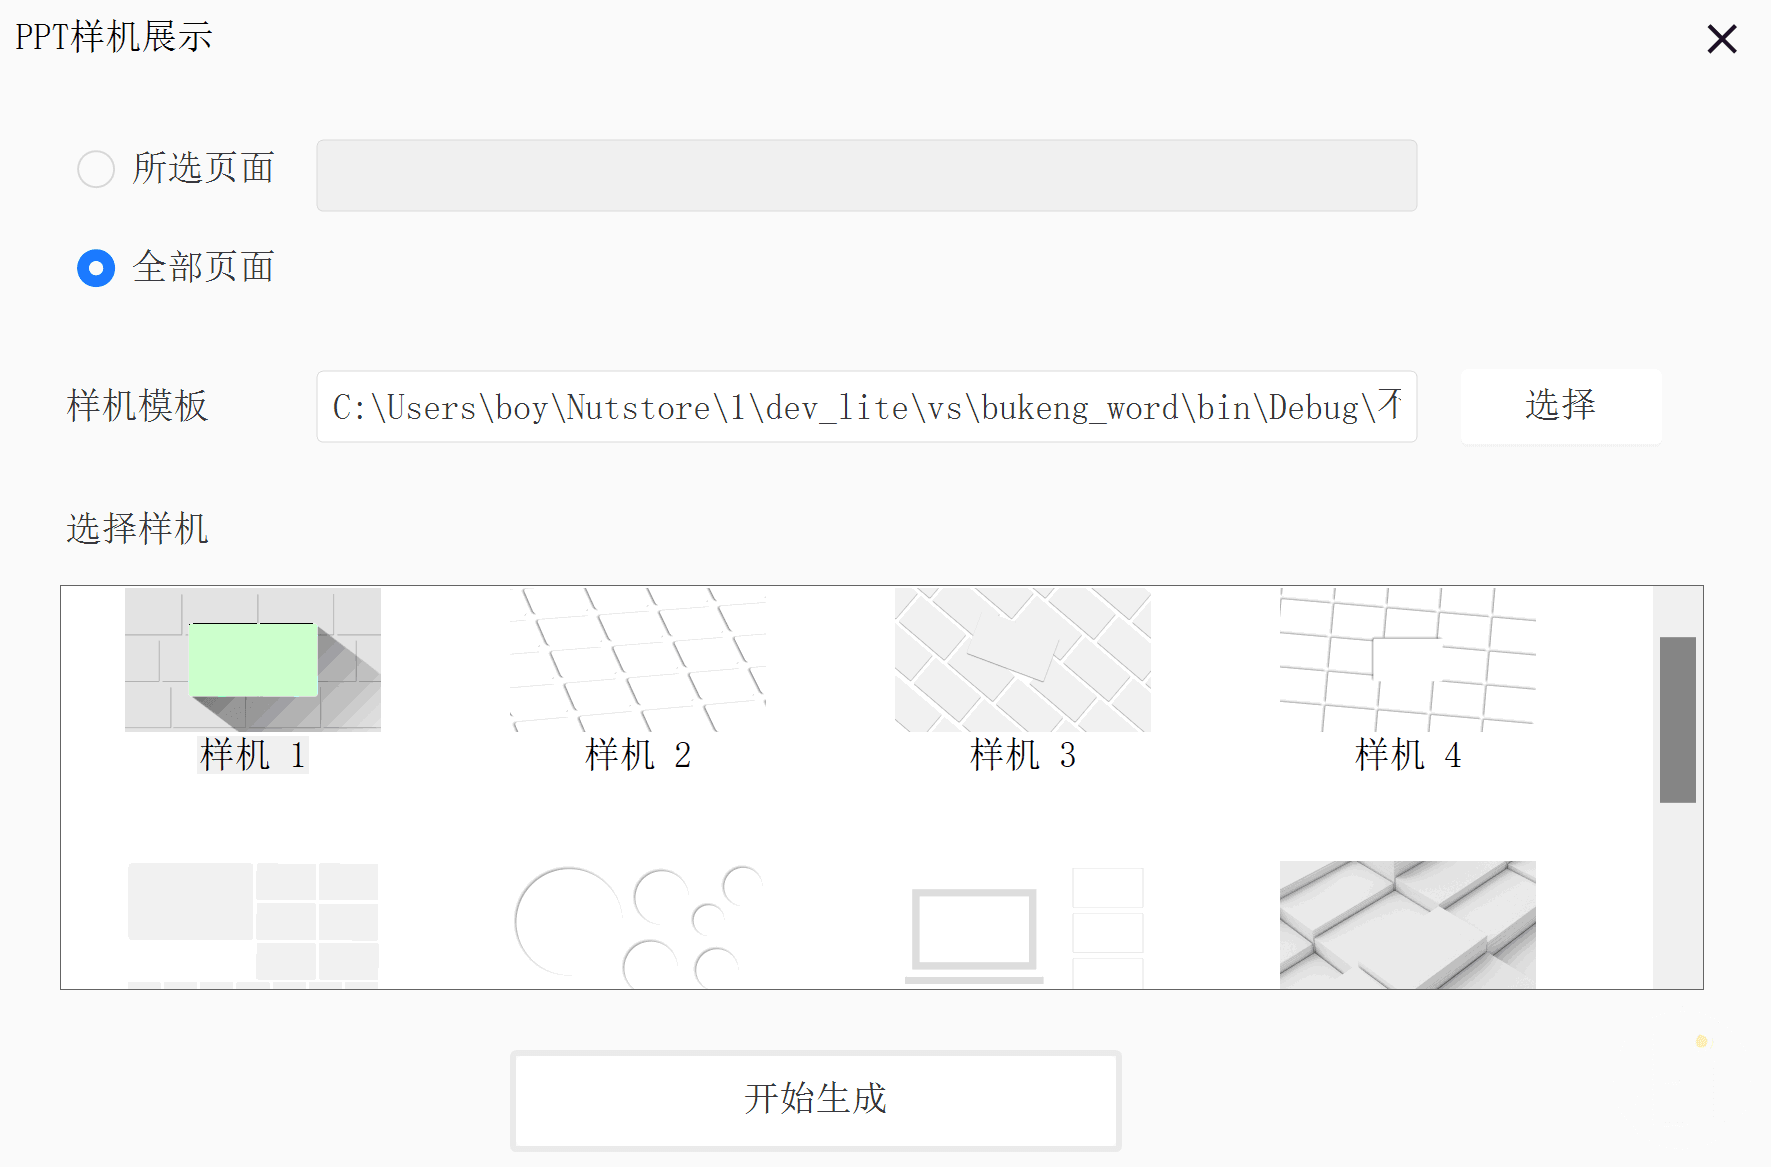 PPT样机展示
所选页面
全部页面
样机模板
C:\Users\boy\Nutstore\1\dev_lite\vs\bukeng_word\bin\Debug\不
选择
选择样机
样机 1
样机 2
样机 3
样机 4
开始生成